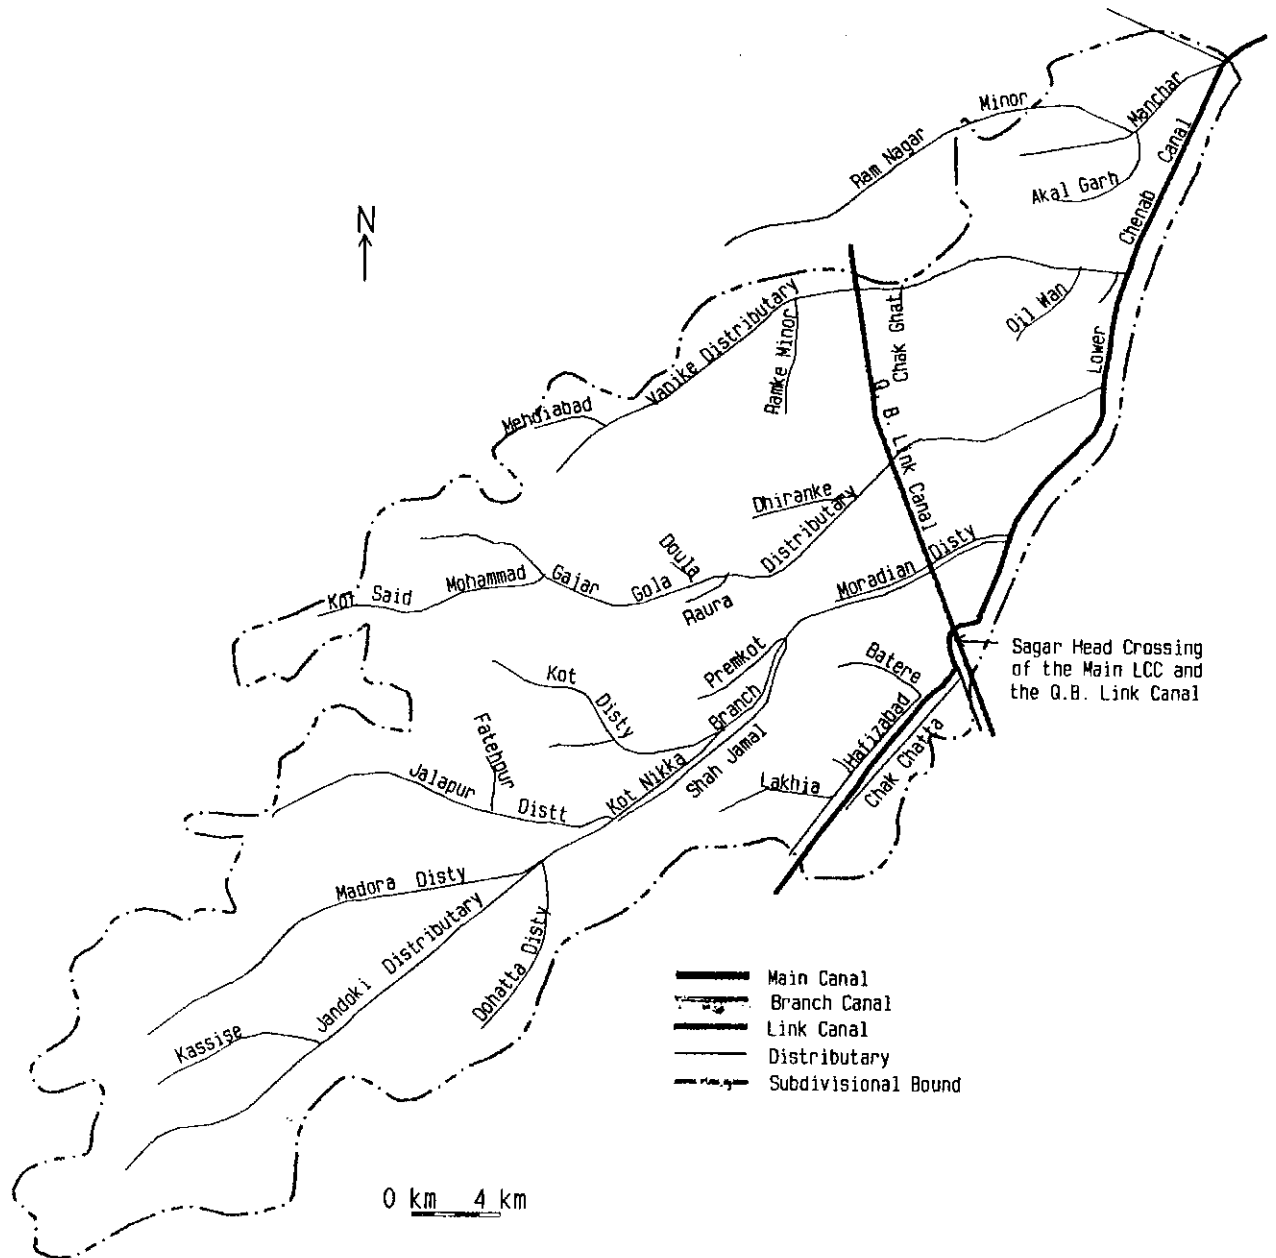 Minor
Manchar
Ram Nagar
Canal
Akal Garh
Chenab
N
Oil Wan
Vanike Distributary
Ramke Minor
Chak Ghat
Lower
Mehdiabad
Q. B. Link Canal
Dhiranke
Distributary
Moradian Disty
Doula
Gajar Gola
Mohammad
Kot Said
Raura
Sagar Head Crossing
of the Main LCC and
the Q.B. Link Canal
Batere
Premkot
Kot
Disty
Branch
Hafizabad
Fatehpur
Shah Jamal
Chak Chatta
Kot Nikka
Lakhia
Jalapur Distt
Madora Disty
Jandoki Distributary
Dohatta Disty
Kassise
Main Canal
Branch Canal
Link Canal
Distributary
Subdivisional Bound
0 km 4 km